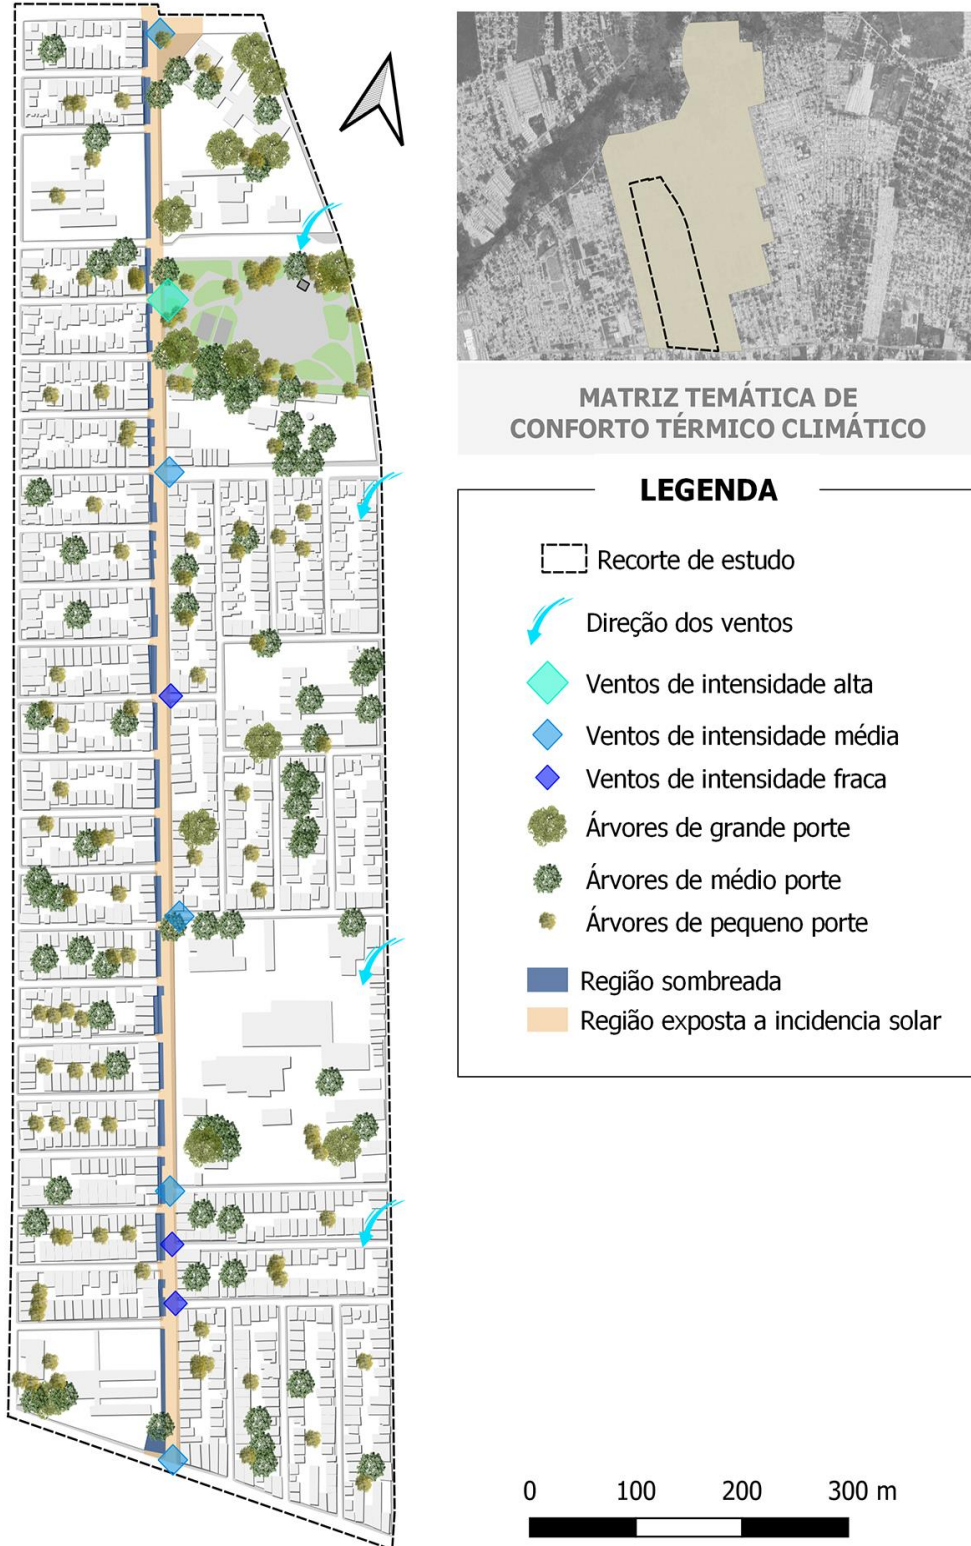 MATRIZ TEMÁTICA DE
CONFORTO TÉRMICO CLIMÁTICO
LEGENDA
Recorte de estudo
Direção dos ventos
Ventos de intensidade alta
Ventos de intensidade média
Ventos de intensidade fraca
Árvores de grande porte
Árvores de médio porte
Árvores de pequeno porte
Região sombreada
Região exposta a incidencia solar
0 100 200 300 m